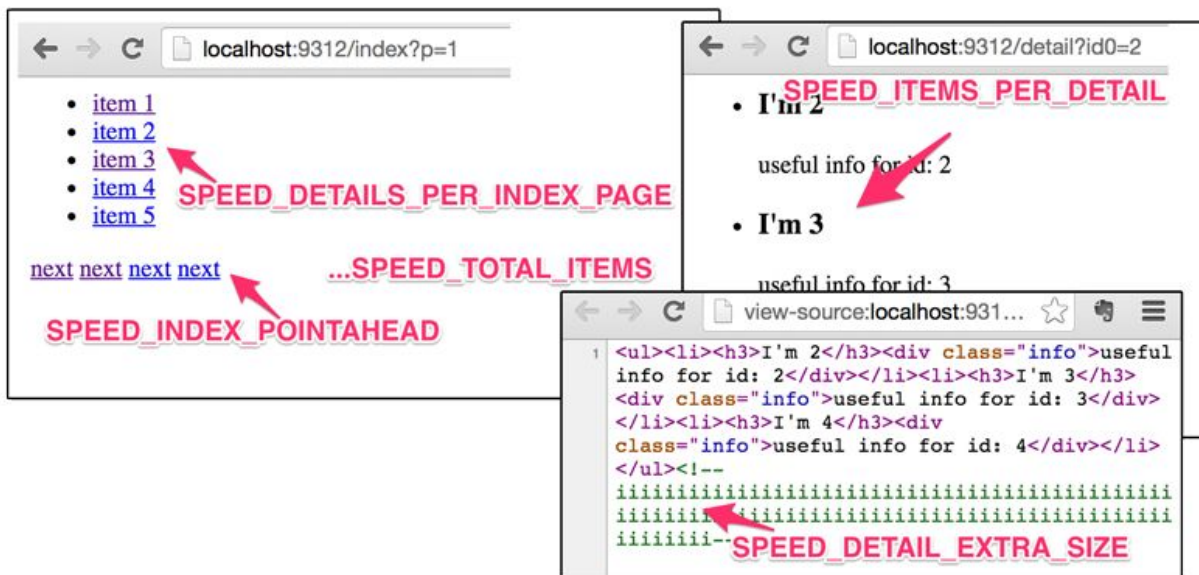 localhost:9312/index?p=1
item 1
item 2
item 3
item 4
item 5
SPEED_DETAILS_PER_INDEX_PAGE
next next next next
...SPEED_TOTAL_ITEMS
SPEED_INDEX_POINTAHEAD
localhost:9312/detail?id0=2
SPEED_ITEMS_PER_DETAIL
I'm 2
useful info for id: 2
I'm 3
useful info for id: 3
view-source:localhost:931...
1
<ul><li><h3>I'm 2</h3><div class="info">useful
info for id: 2</div></li><li><h3>I'm 3</h3>
<div class="info">useful info for id: 3</div>
</li><li><h3>I'm 4</h3><div
class="info">useful info for id: 4</div></li>
</ul><!--
iiiiiiiiiiiiiiiiiiiiiiiiiiiiiiiiiiiiiiiiiiiiii
iiiiiiiiiiiiiiiiiiiiiiiiiiiiiiiiiiiiiiiiiiiiii
iiiiiiii--
SPEED_DETAIL_EXTRA_SIZE